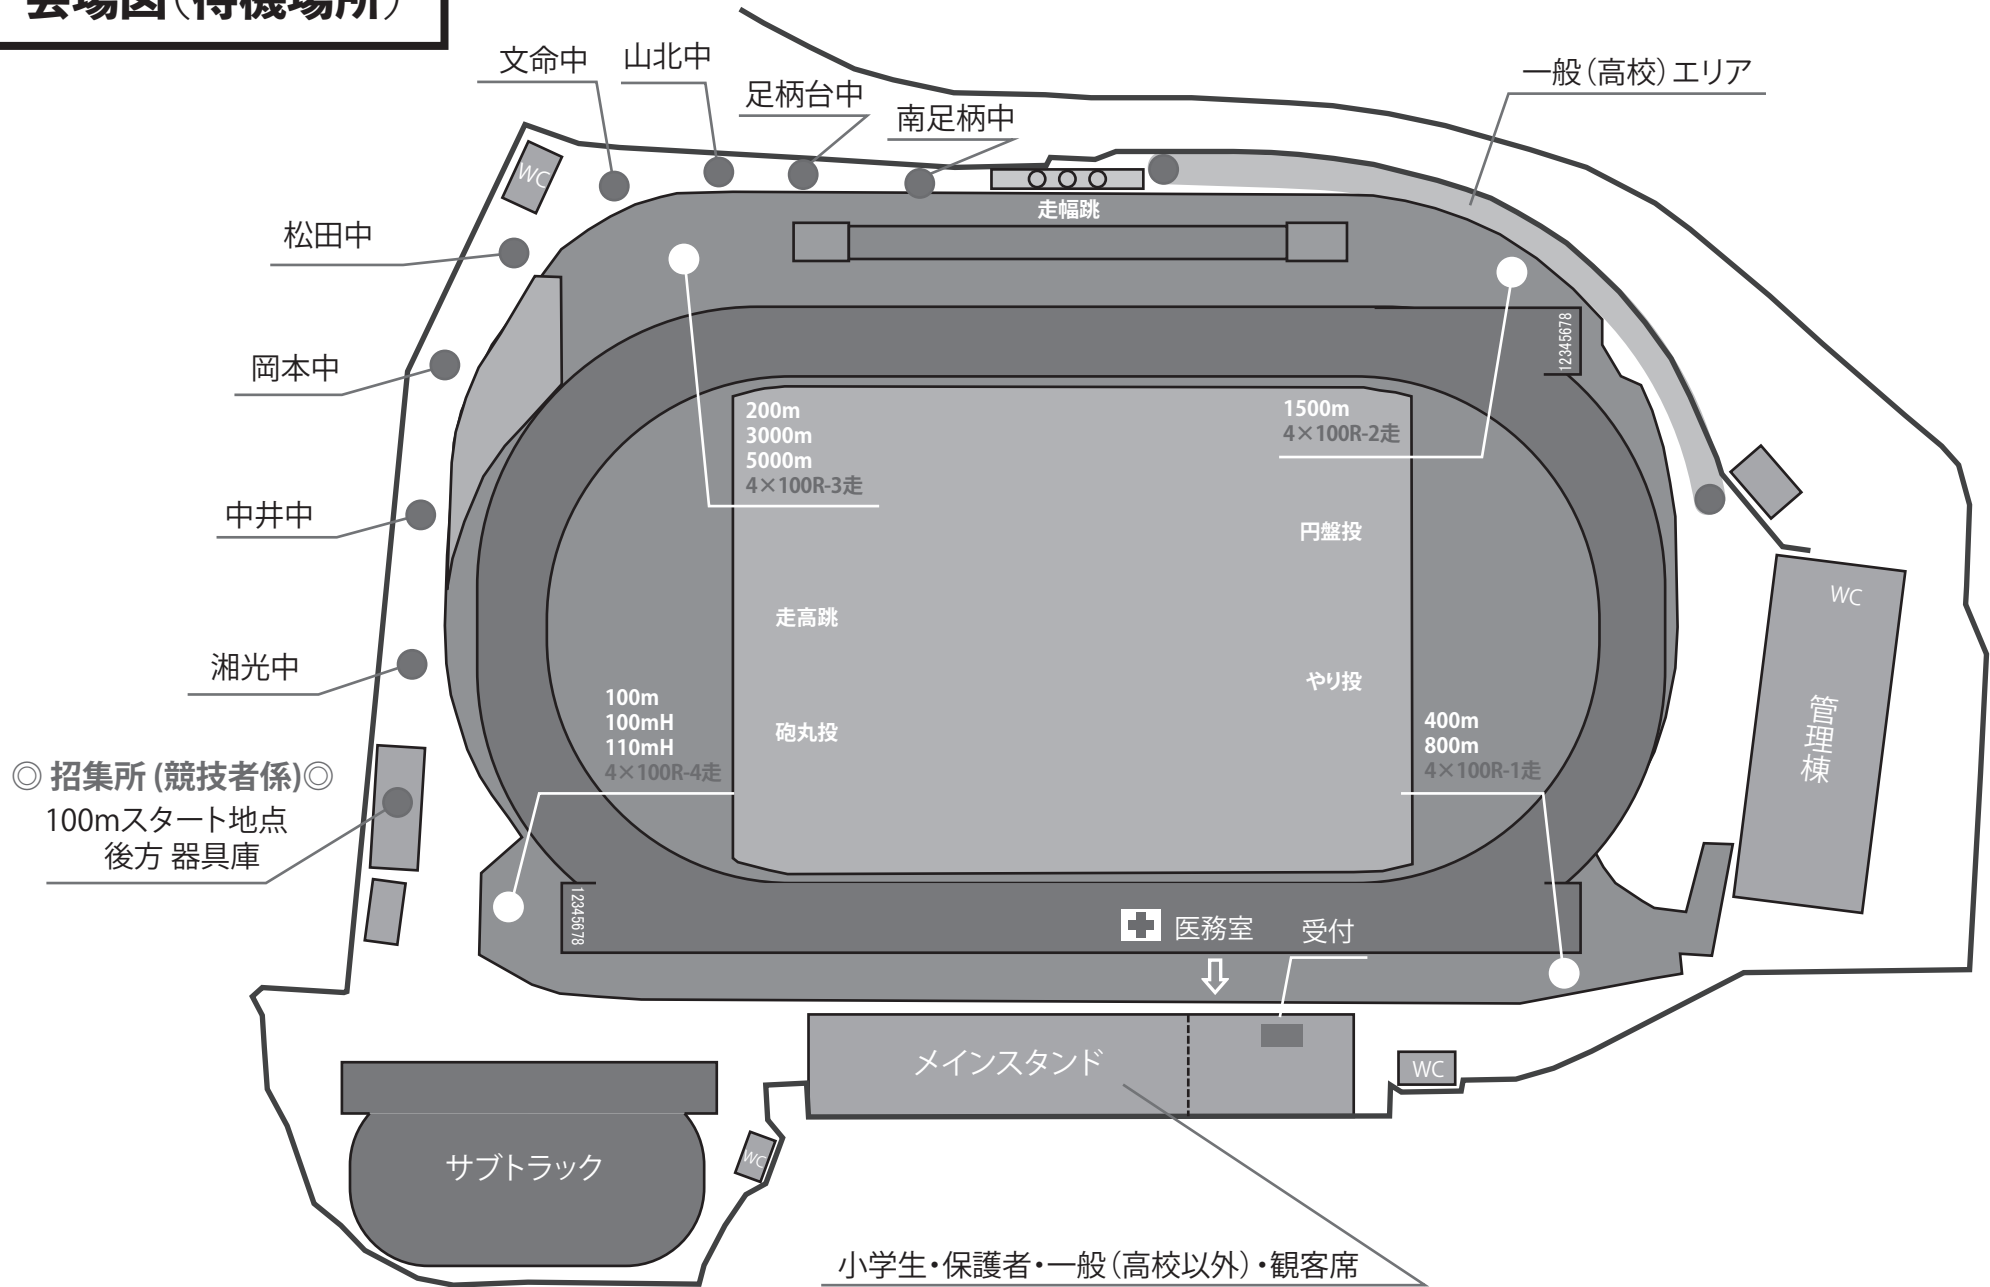 会場図（待機場所）
文命中
山北中
足柄台中
南足柄中
一般（高校）エリア
WC
走幅跳
松田中
岡本中
中井中
湘光中
12345678
200m
3000m
5000m
4×100R-3走
1500m
4×100R-2走
円盤投
走高跳
やり投
砲丸投
100m
100mH
110mH
4×100R-4走
400m
800m
4×100R-1走
WC
管理棟
◎ 招集所 (競技者係)◎
100mスタート地点
後方 器具庫
12345678
医務室
受付
メインスタンド
WC
サブトラック
WC
小学生・保護者・一般（高校以外）・観客席